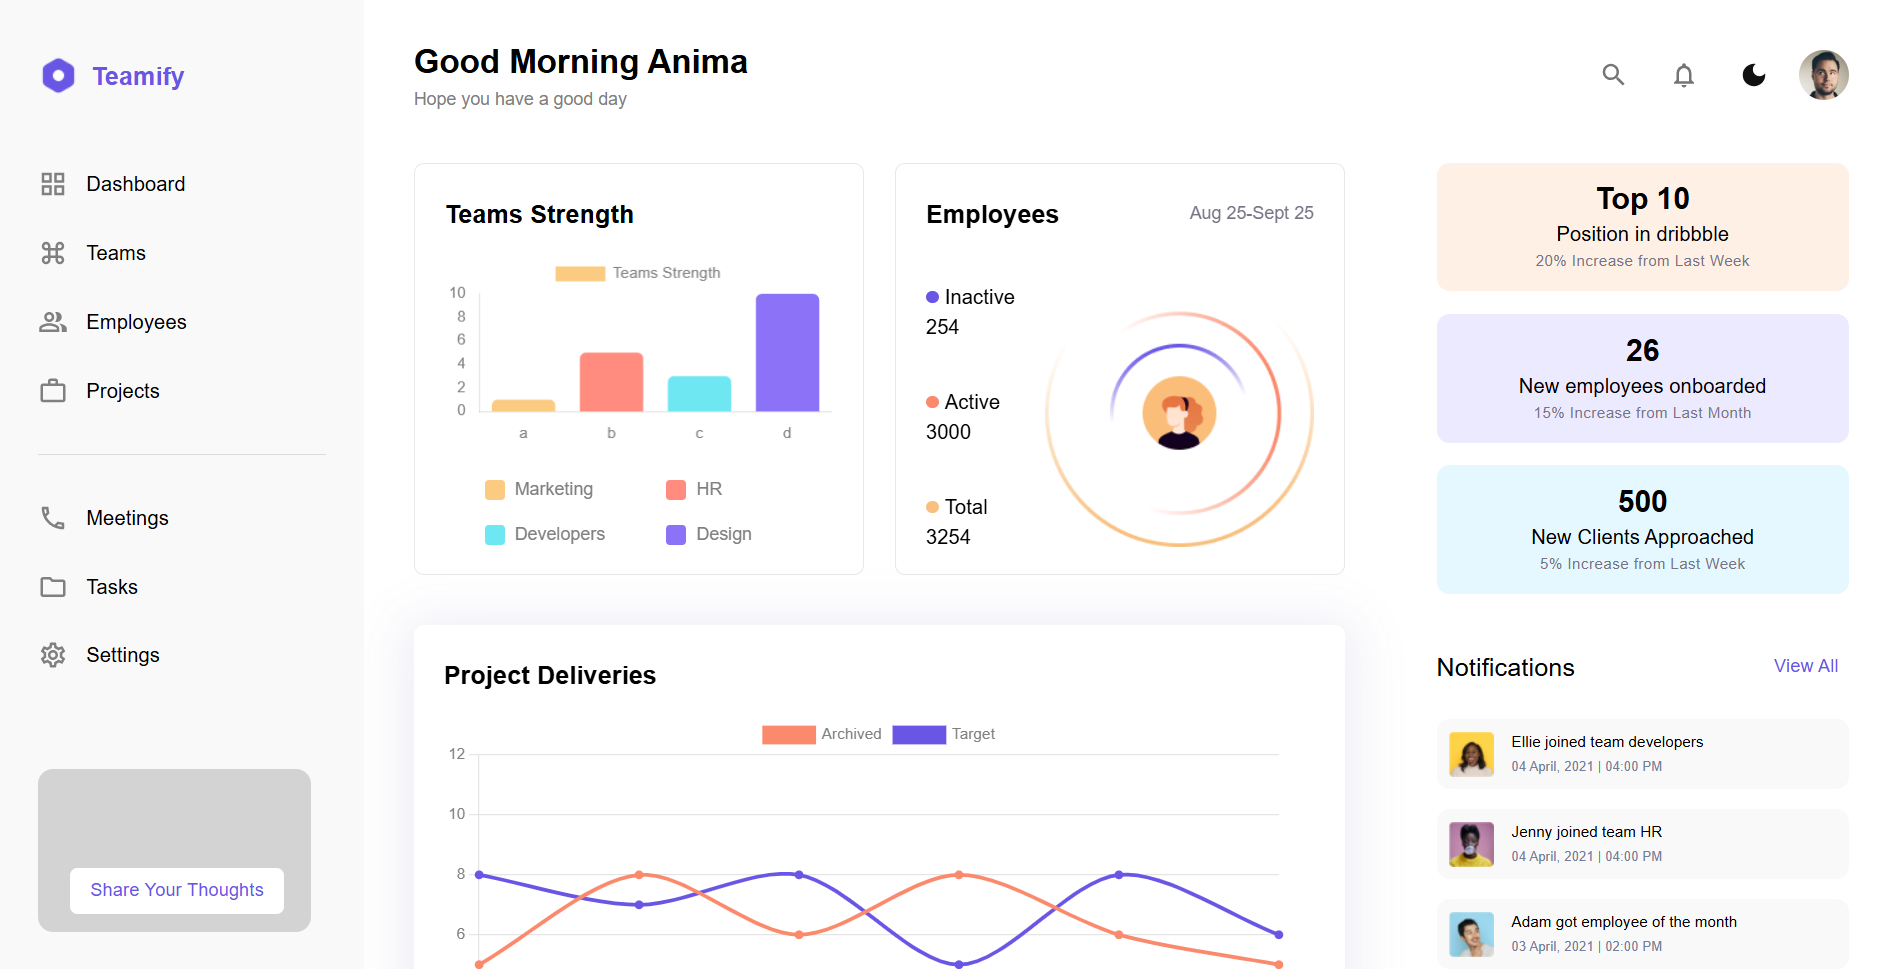 Teamify
Dashboard
Teams
Employees
Projects
Meetings
Tasks
Settings
Share Your Thoughts
Good Morning Anima
Hope you have a good day
Teams Strength
Teams Strength
10
8
6
4
2
0
a b c d
Marketing HR
Developers Design
Employees Aug 25-Sept 25
Inactive
254
Active
3000
Total
3254
Project Deliveries
Archived Target
12
10
8
6
Top 10
Position in dribbble
20% Increase from Last Week
26
New employees onboarded
15% Increase from Last Month
500
New Clients Approached
5% Increase from Last Week
Notifications View All
Ellie joined team developers
04 April, 2021 | 04:00 PM
Jenny joined team HR
04 April, 2021 | 04:00 PM
Adam got employee of the month
03 April, 2021 | 02:00 PM